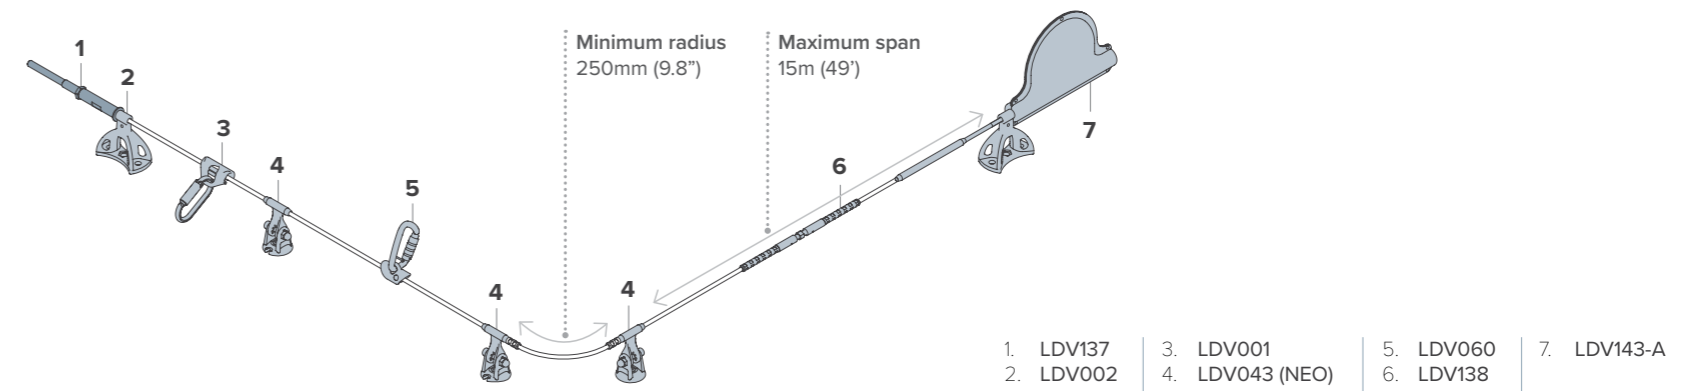 1
2
3
4
5
4
4
Minimum radius
250mm (9.8”)
Maximum span
15m (49’)
6
7
1. LDV137
2. LDV002
3. LDV001
4. LDV043 (NEO)
5. LDV060
6. LDV138
7. LDV143-A